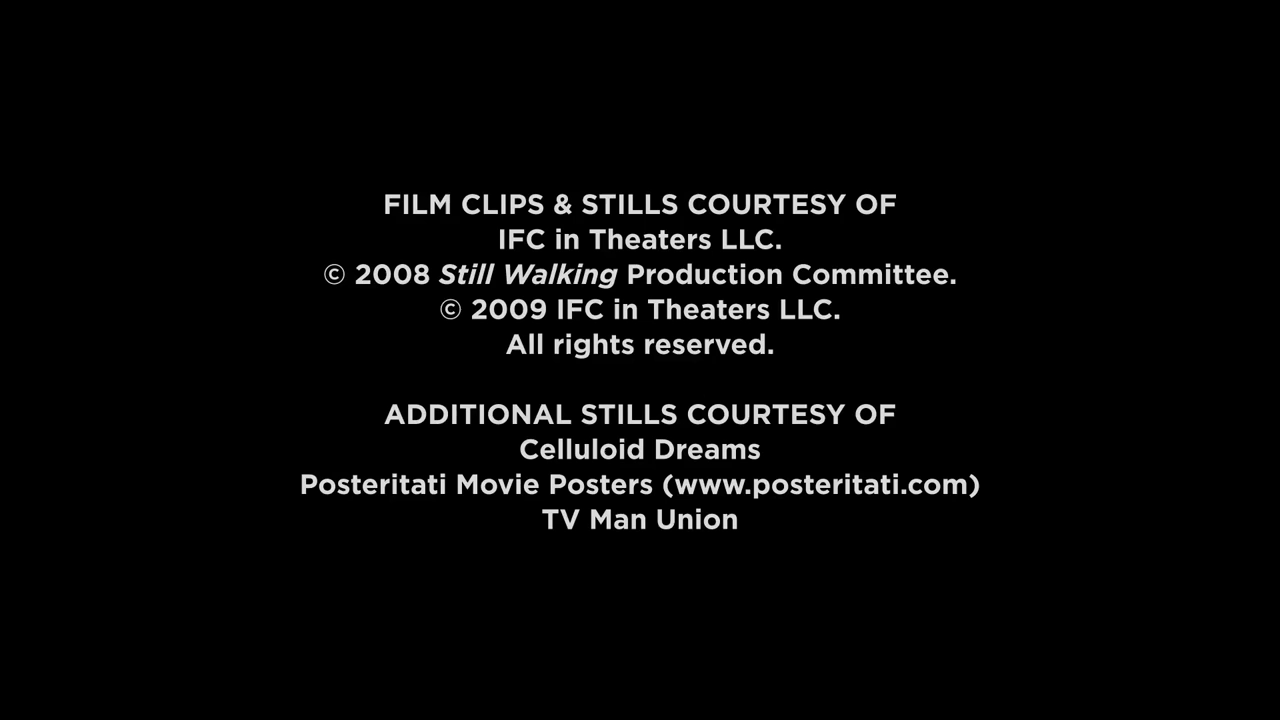 FILM CLIPS & STILLS COURTESY OF
IFC in Theaters LLC.
© 2008 Still Walking Production Committee.
© 2009 IFC in Theaters LLC.
All rights reserved.
ADDITIONAL STILLS COURTESY OF
Celluloid Dreams
Posteritati Movie Posters (www.posteritati.com)
TV Man Union